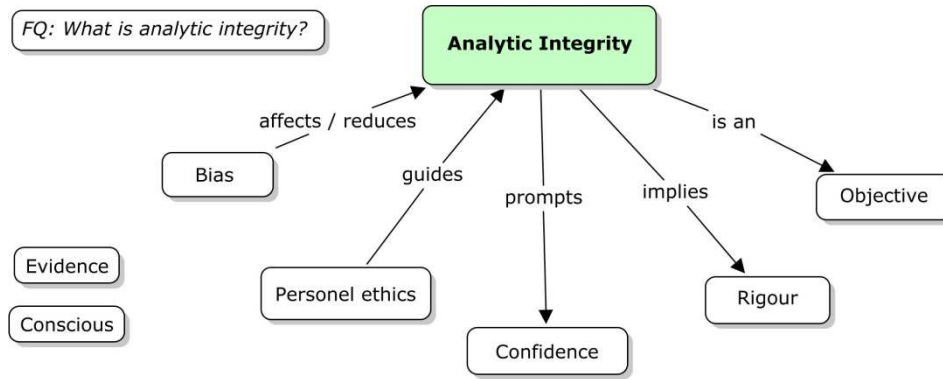 FQ: What is analytic integrity?
Analytic Integrity
affects / reduces
is an
Bias
guides
prompts
implies
Objective
Evidence
Personel ethics
Rigour
Conscious
Confidence